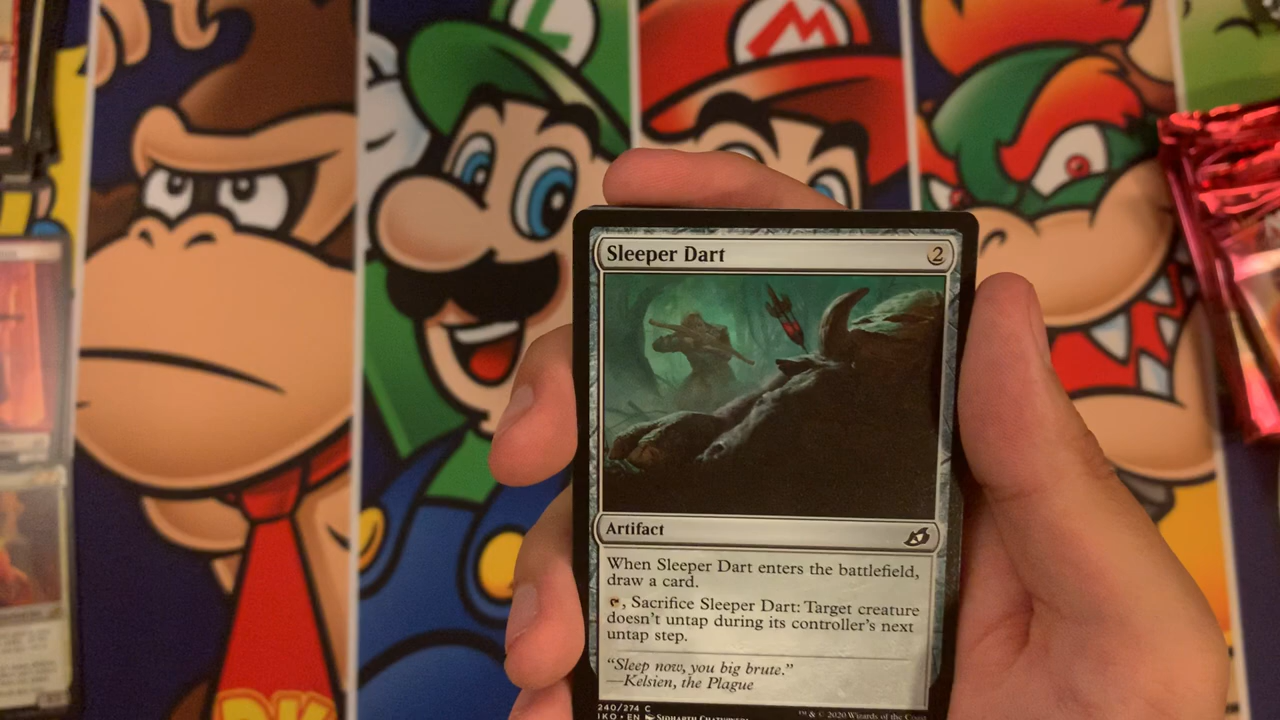 L
M
Sleeper Dart 2
Artifact
When Sleeper Dart enters the battlefield,
draw a card.
, Sacrifice Sleeper Dart: Target creature
doesn't untap during its controller's next
untap step.
"Sleep now, you big brute."
—Kelsien, the Plague
240/274 C
IKO • EN
™ & © 2020 Wizards of the Coast
DK